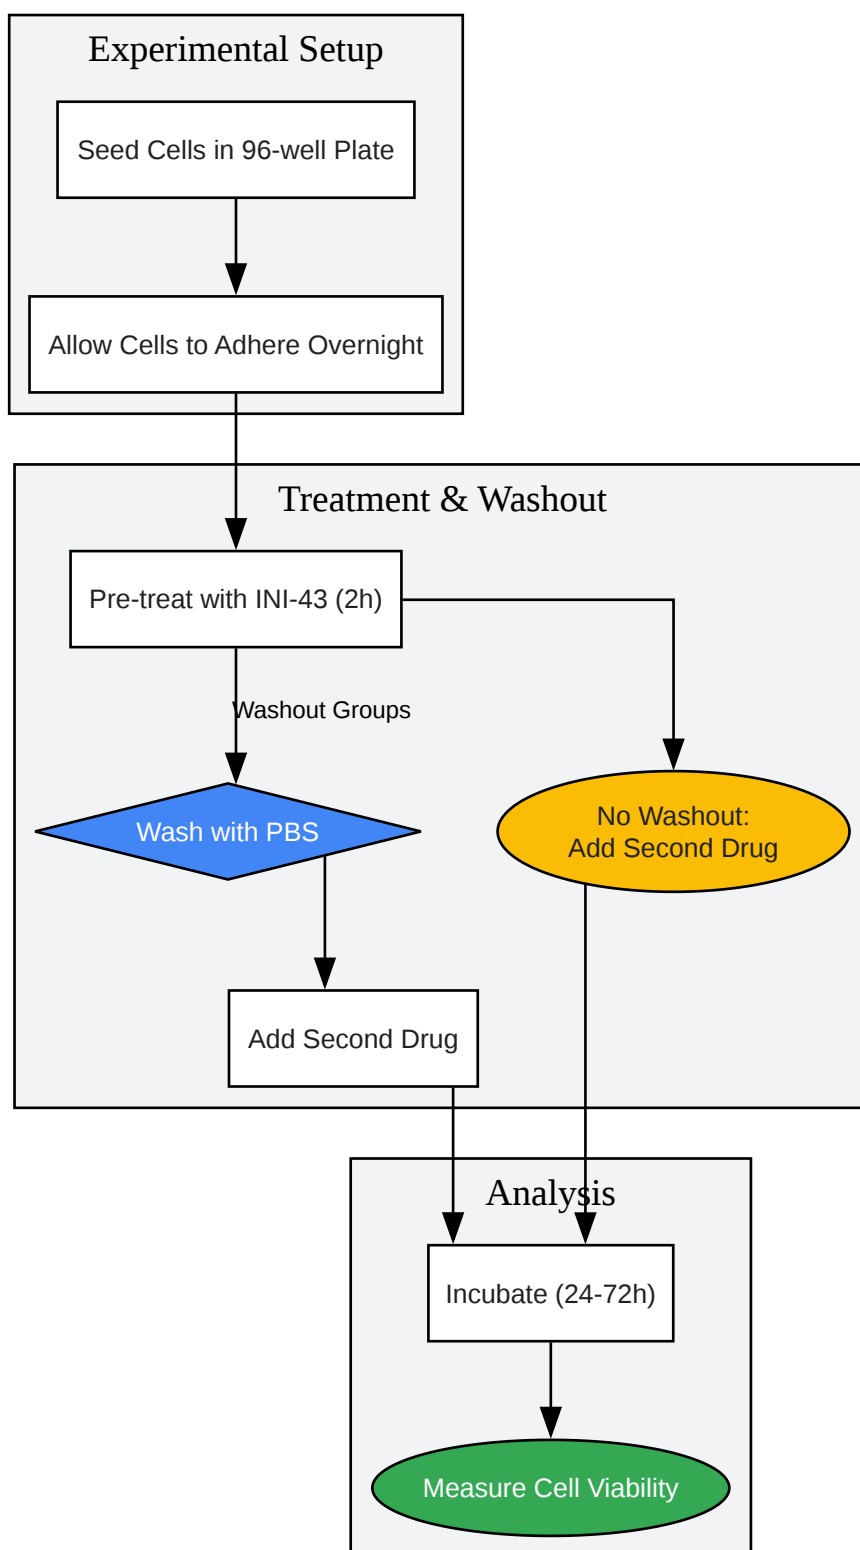 Experimental Setup
Seed Cells in 96-well Plate
Allow Cells to Adhere Overnight
Treatment & Washout
Pre-treat with INI-43 (2h)
Washout Groups
Wash with PBS
No Washout:
Add Second Drug
Add Second Drug
Analysis
Incubate (24-72h)
Measure Cell Viability